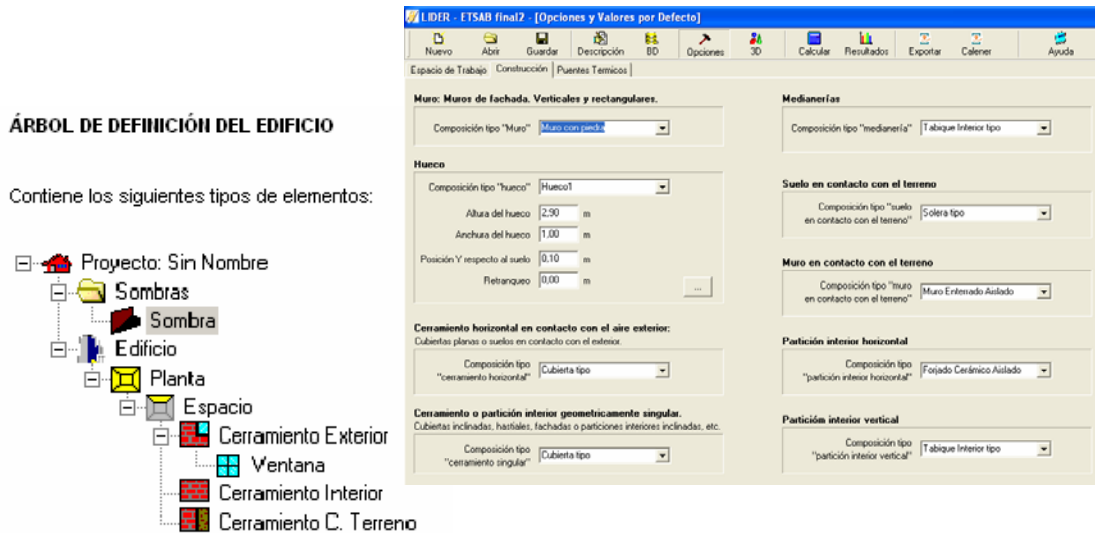 ÁRBOL DE DEFINICIÓN DEL EDIFICIO
Contiene los siguientes tipos de elementos:
Proyecto: Sin Nombre
Sombras
Sombra
Edificio
Planta
Espacio
Cerramiento Exterior
Ventana
Cerramiento Interior
Cerramiento C. Terreno
LIDER - ETSAB final2 - [Opciones y Valores por Defecto]
Nuevo Abrir Guardar Descripción BD Opciones 3D Calcular Resultados Exportar Calener Ayuda
Espacio de Trabajo Construcción Puentes Termicos
Muro: Muros de fachada. Verticales y rectangulares.
Composición tipo "Muro" Muro con piedra
Hueco
Composición tipo "hueco" Hueco1
Altura del hueco 2,90 m
Anchura del hueco 1,00 m
Posición Y respecto al suelo 0,10 m
Retranqueo 0,00 m
...
Cerramiento horizontal en contacto con el aire exterior:
Cubiertas planas o suelos en contacto con el exterior.
Composición tipo
"cerramiento horizontal" Cubierta tipo
Cerramiento o partición interior geometricamente singular.
Cubiertas inclinadas, hastiales, fachadas o particiones interiores inclinadas, etc.
Composición tipo
"cerramiento singular" Cubierta tipo
Medianerías
Composición tipo "medianería" Tabique Interior tipo
Suelo en contacto con el terreno
Composición tipo "suelo
en contacto con el terreno" Solera tipo
Muro en contacto con el terreno
Composición tipo "muro
en contacto con el terreno" Muro Enterrado Aislado
Partición interior horizontal
Composición tipo
"partición interior horizontal" Forjado Cerámico Aislado
Partición interior vertical
Composición tipo
"partición interior vertical" Tabique Interior tipo